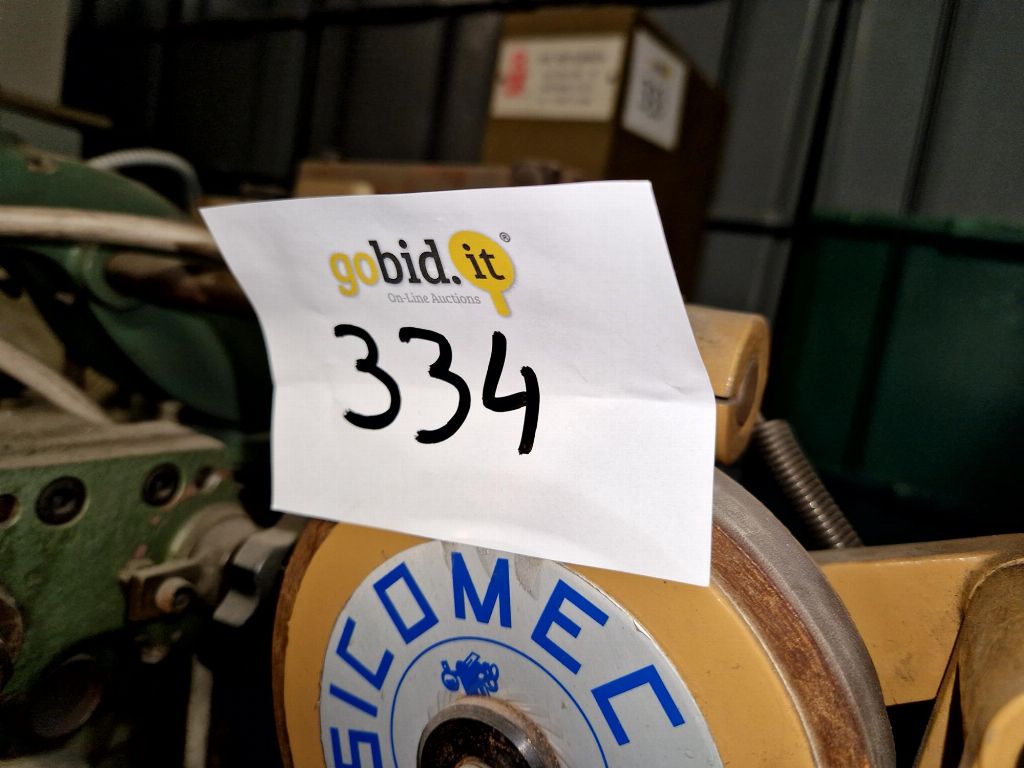 gobid.it®
On-Line Auctions
334
SICOMEC